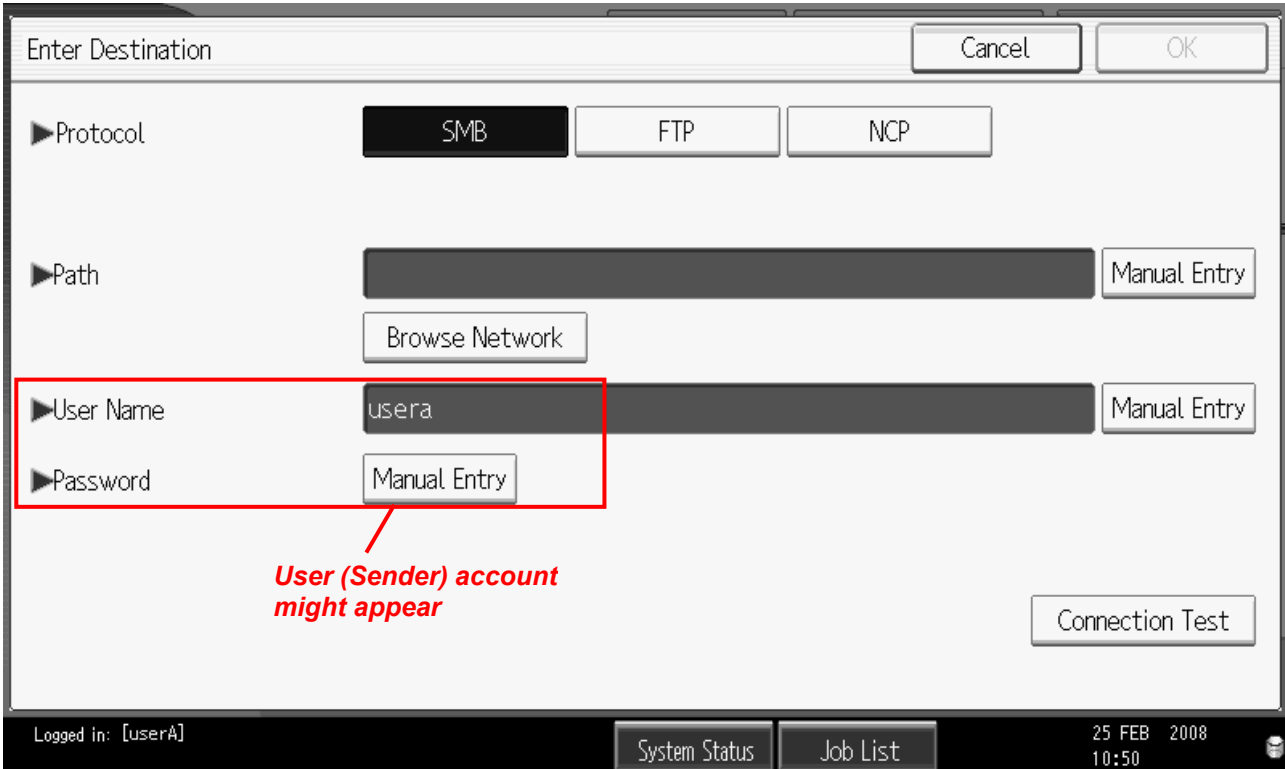 Enter Destination
Cancel
OK
Protocol
SMB
FTP
NCP
Path
Manual Entry
Browse Network
User Name
usera
Manual Entry
Password
Manual Entry
User (Sender) account
might appear
Connection Test
Logged in: [userA]
System Status
Job List
25 FEB 2008
10:50